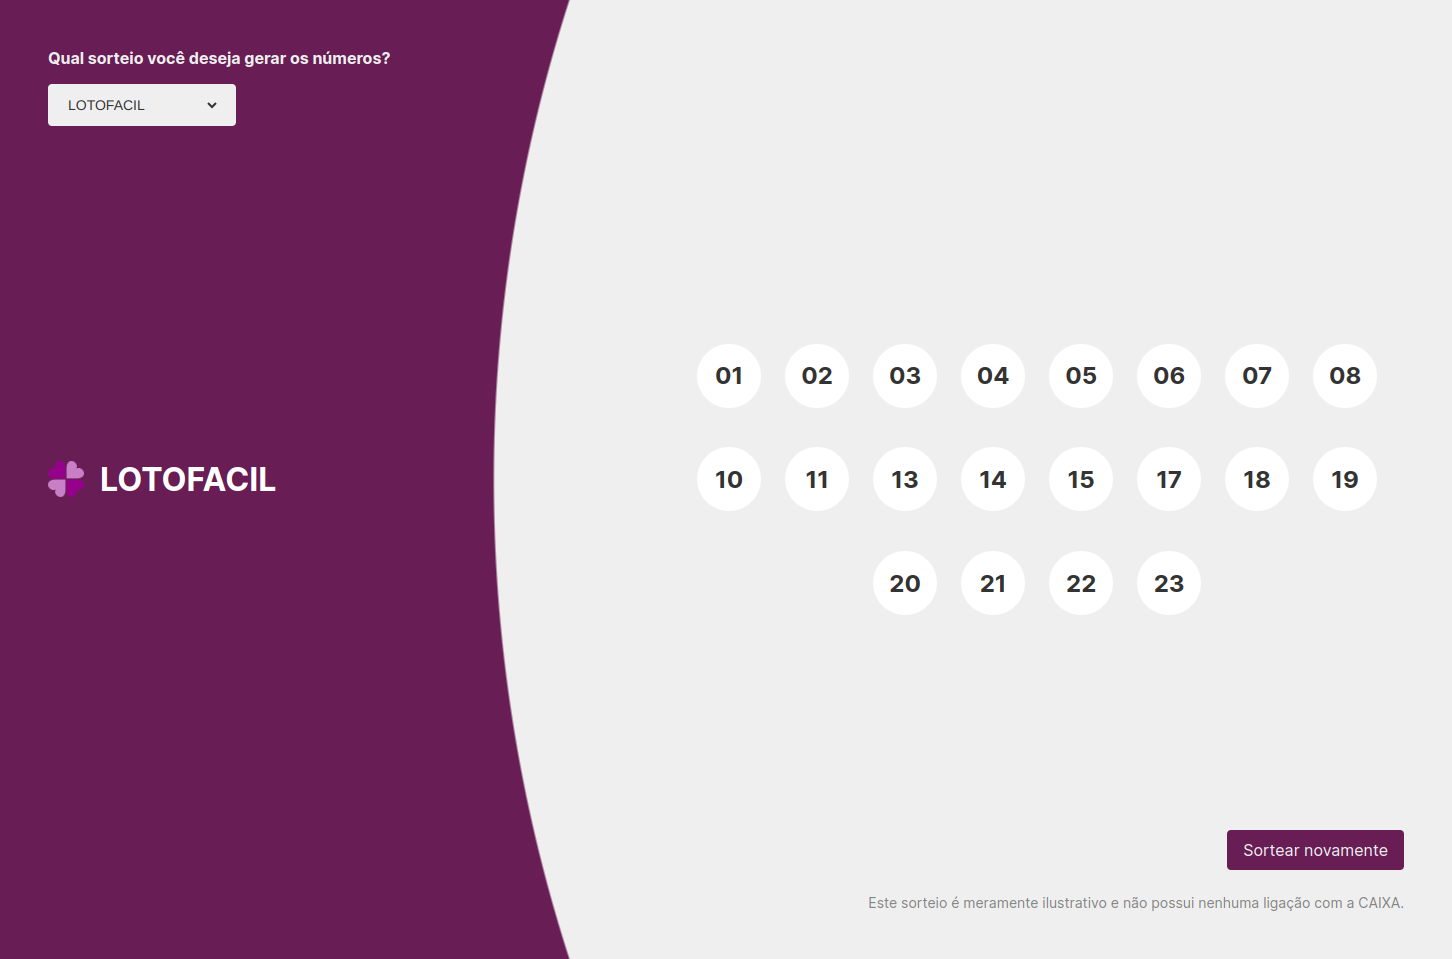 Qual sorteio você deseja gerar os números?
LOTOFACIL
LOTOFACIL
01 02 03 04 05 06 07 08
10 11 13 14 15 17 18 19
20 21 22 23
Sortear novamente
Este sorteio é meramente ilustrativo e não possui nenhuma ligação com a CAIXA.